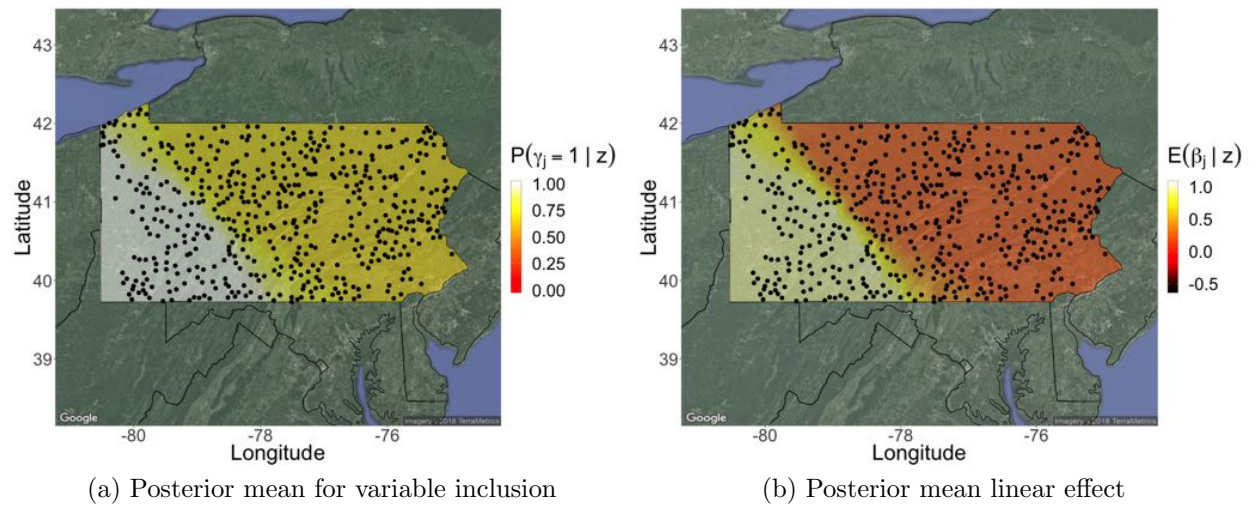 43
42
41
40
39
Latitude
-80
-78
-76
Longitude
P(γj = 1 | z)
1.00
0.75
0.50
0.25
0.00
Google
Imagery ©2018 TerraMetrics
(a) Posterior mean for variable inclusion
43
42
41
40
39
Latitude
-80
-78
-76
Longitude
E(βj | z)
1.0
0.5
0.0
-0.5
Google
Imagery ©2018 TerraMetrics
(b) Posterior mean linear effect